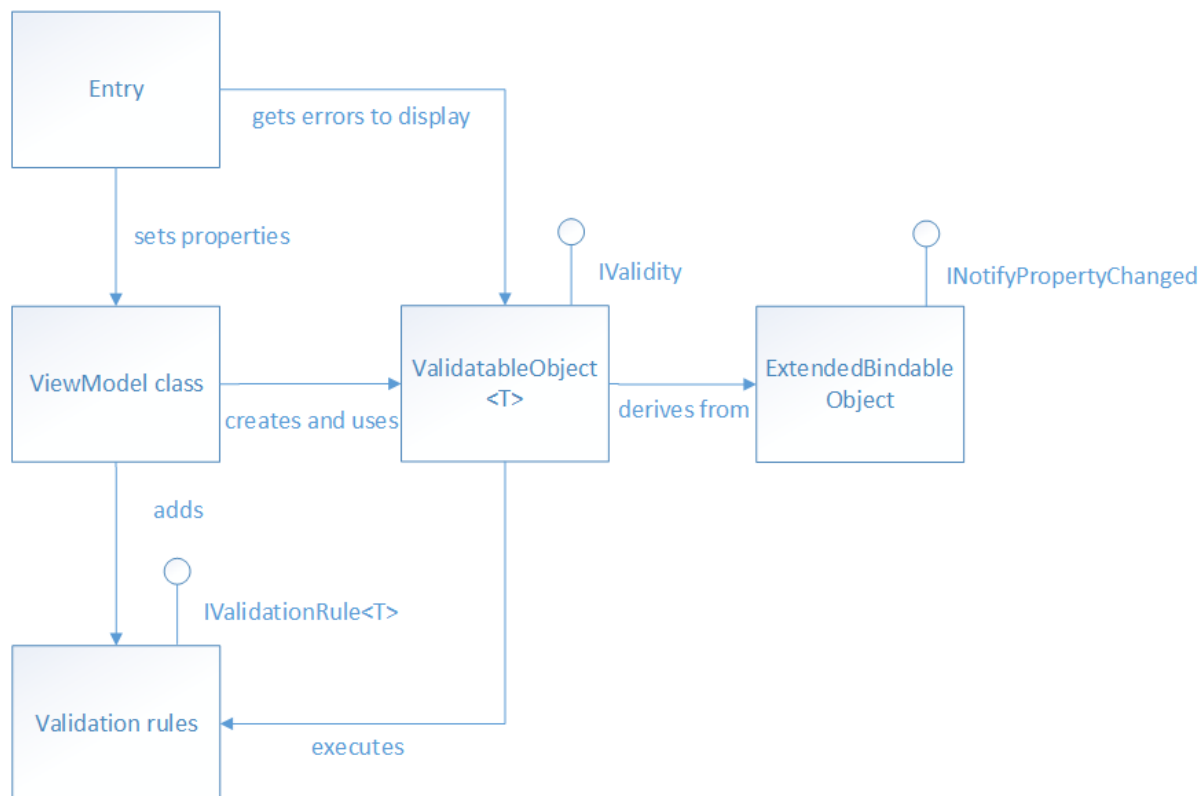 Entry
gets errors to display
sets properties
IValidity
INotifyPropertyChanged
ViewModel class
creates and uses
ValidatableObject
<T>
derives from
ExtendedBindable
Object
adds
IValidationRule<T>
Validation rules
executes